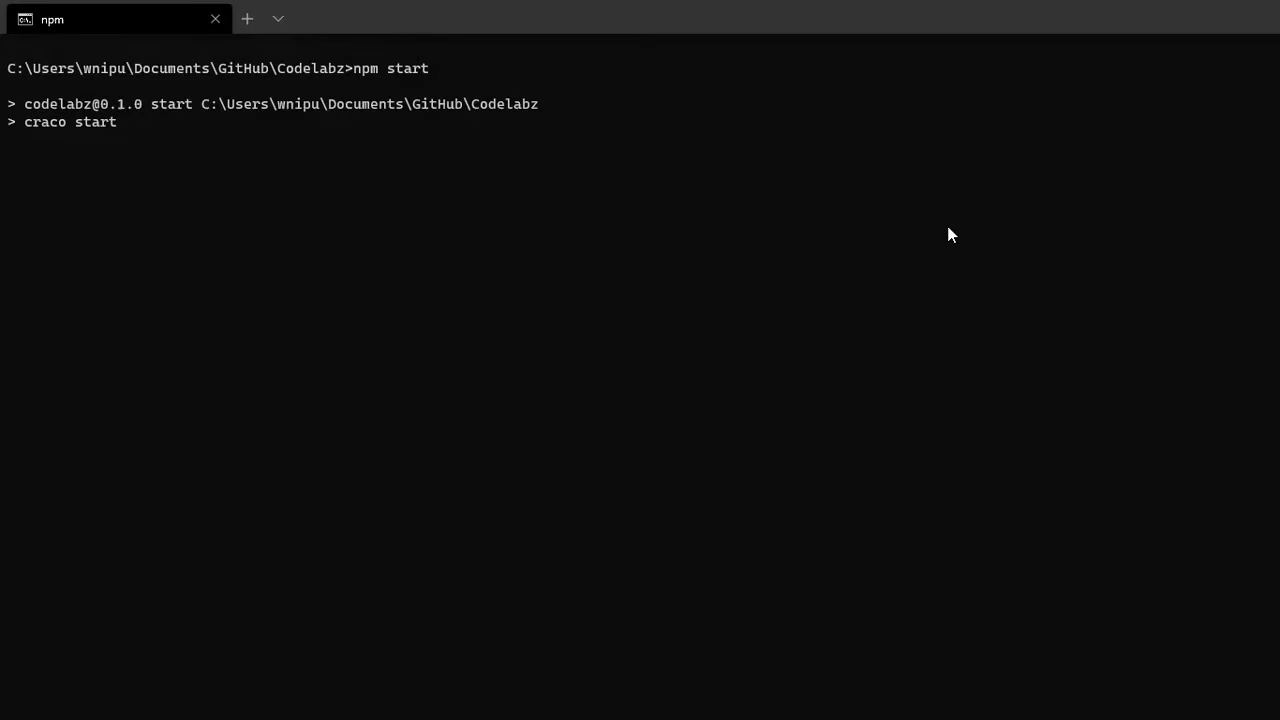 npm
C:\Users\wnipu\Documents\GitHub\Codelabz>npm start
> codelabz@0.1.0 start C:\Users\wnipu\Documents\GitHub\Codelabz
> craco start